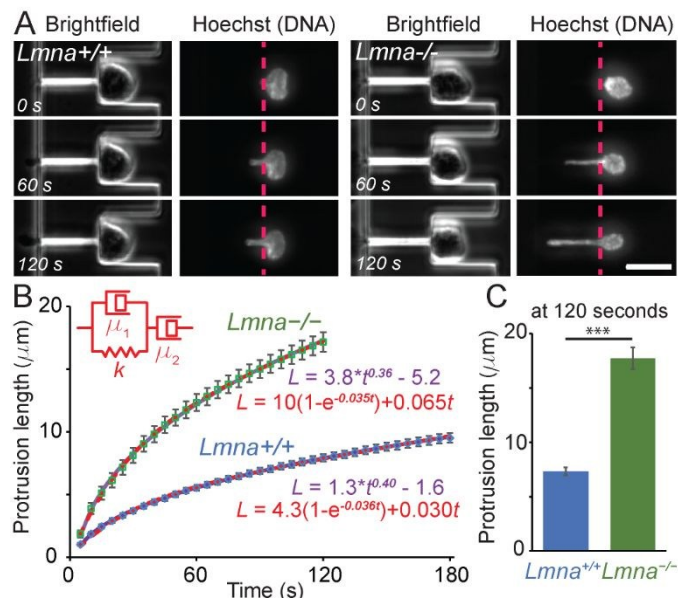 A Brightfield Hoechst (DNA) Brightfield Hoechst (DNA)
Lmna+/+ Lmna-/-
0 s 0 s
60 s 60 s
120 s 120 s
B
20
10
0
Protrusion length (μm)
μ₁
μ₂
k
Lmna−/−
L = 3.8*t^0.36 - 5.2
L = 10(1-e^-0.035t)+0.065t
Lmna+/+
L = 1.3*t^0.40 - 1.6
L = 4.3(1-e^-0.036t)+0.030t
0 60 120 180
Time (s)
C
at 120 seconds
***
20
10
0
Protrusion length (μm)
Lmna+/+ Lmna−/−